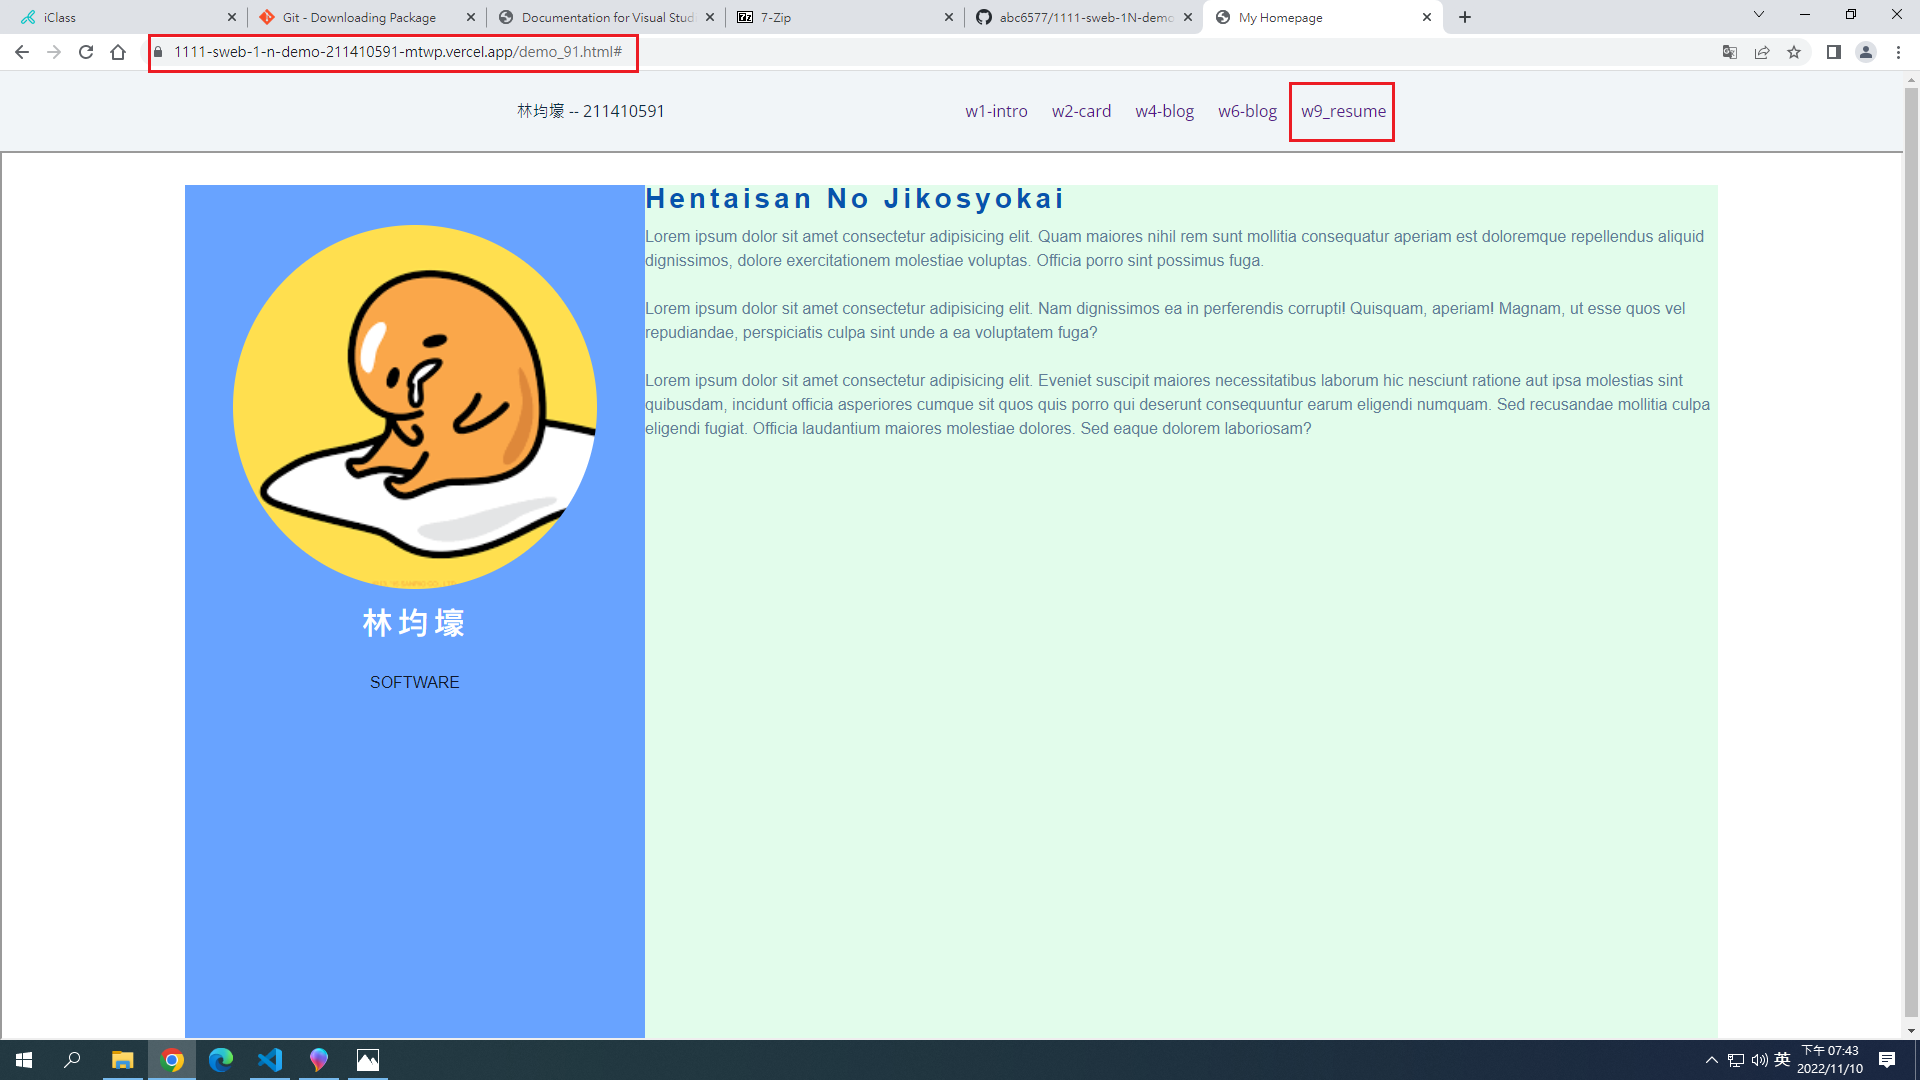 iClass
Git - Downloading Package
Documentation for Visual Stud
7-Zip
abc6577/1111-sweb-1N-demo
My Homepage
1111-sweb-1-n-demo-211410591-mtwp.vercel.app/demo_91.html#
林均壕 -- 211410591
w1-intro
w2-card
w4-blog
w6-blog
w9_resume
林均壕
SOFTWARE
Hentaisan No Jikosyokai
Lorem ipsum dolor sit amet consectetur adipisicing elit. Quam maiores nihil rem sunt mollitia consequatur aperiam est doloremque repellendus aliquid
dignissimos, dolore exercitationem molestiae voluptas. Officia porro sint possimus fuga.
Lorem ipsum dolor sit amet consectetur adipisicing elit. Nam dignissimos ea in perferendis corrupti! Quisquam, aperiam! Magnam, ut esse quos vel
repudiandae, perspiciatis culpa sint unde a ea voluptatem fuga?
Lorem ipsum dolor sit amet consectetur adipisicing elit. Eveniet suscipit maiores necessitatibus laborum hic nesciunt ratione aut ipsa molestias sint
quibusdam, incidunt officia asperiores cumque sit quos quis porro qui deserunt consequuntur earum eligendi numquam. Sed recusandae mollitia culpa
eligendi fugiat. Officia laudantium maiores molestiae dolores. Sed eaque dolorem laboriosam?
英
下午 07:43
2022/11/10